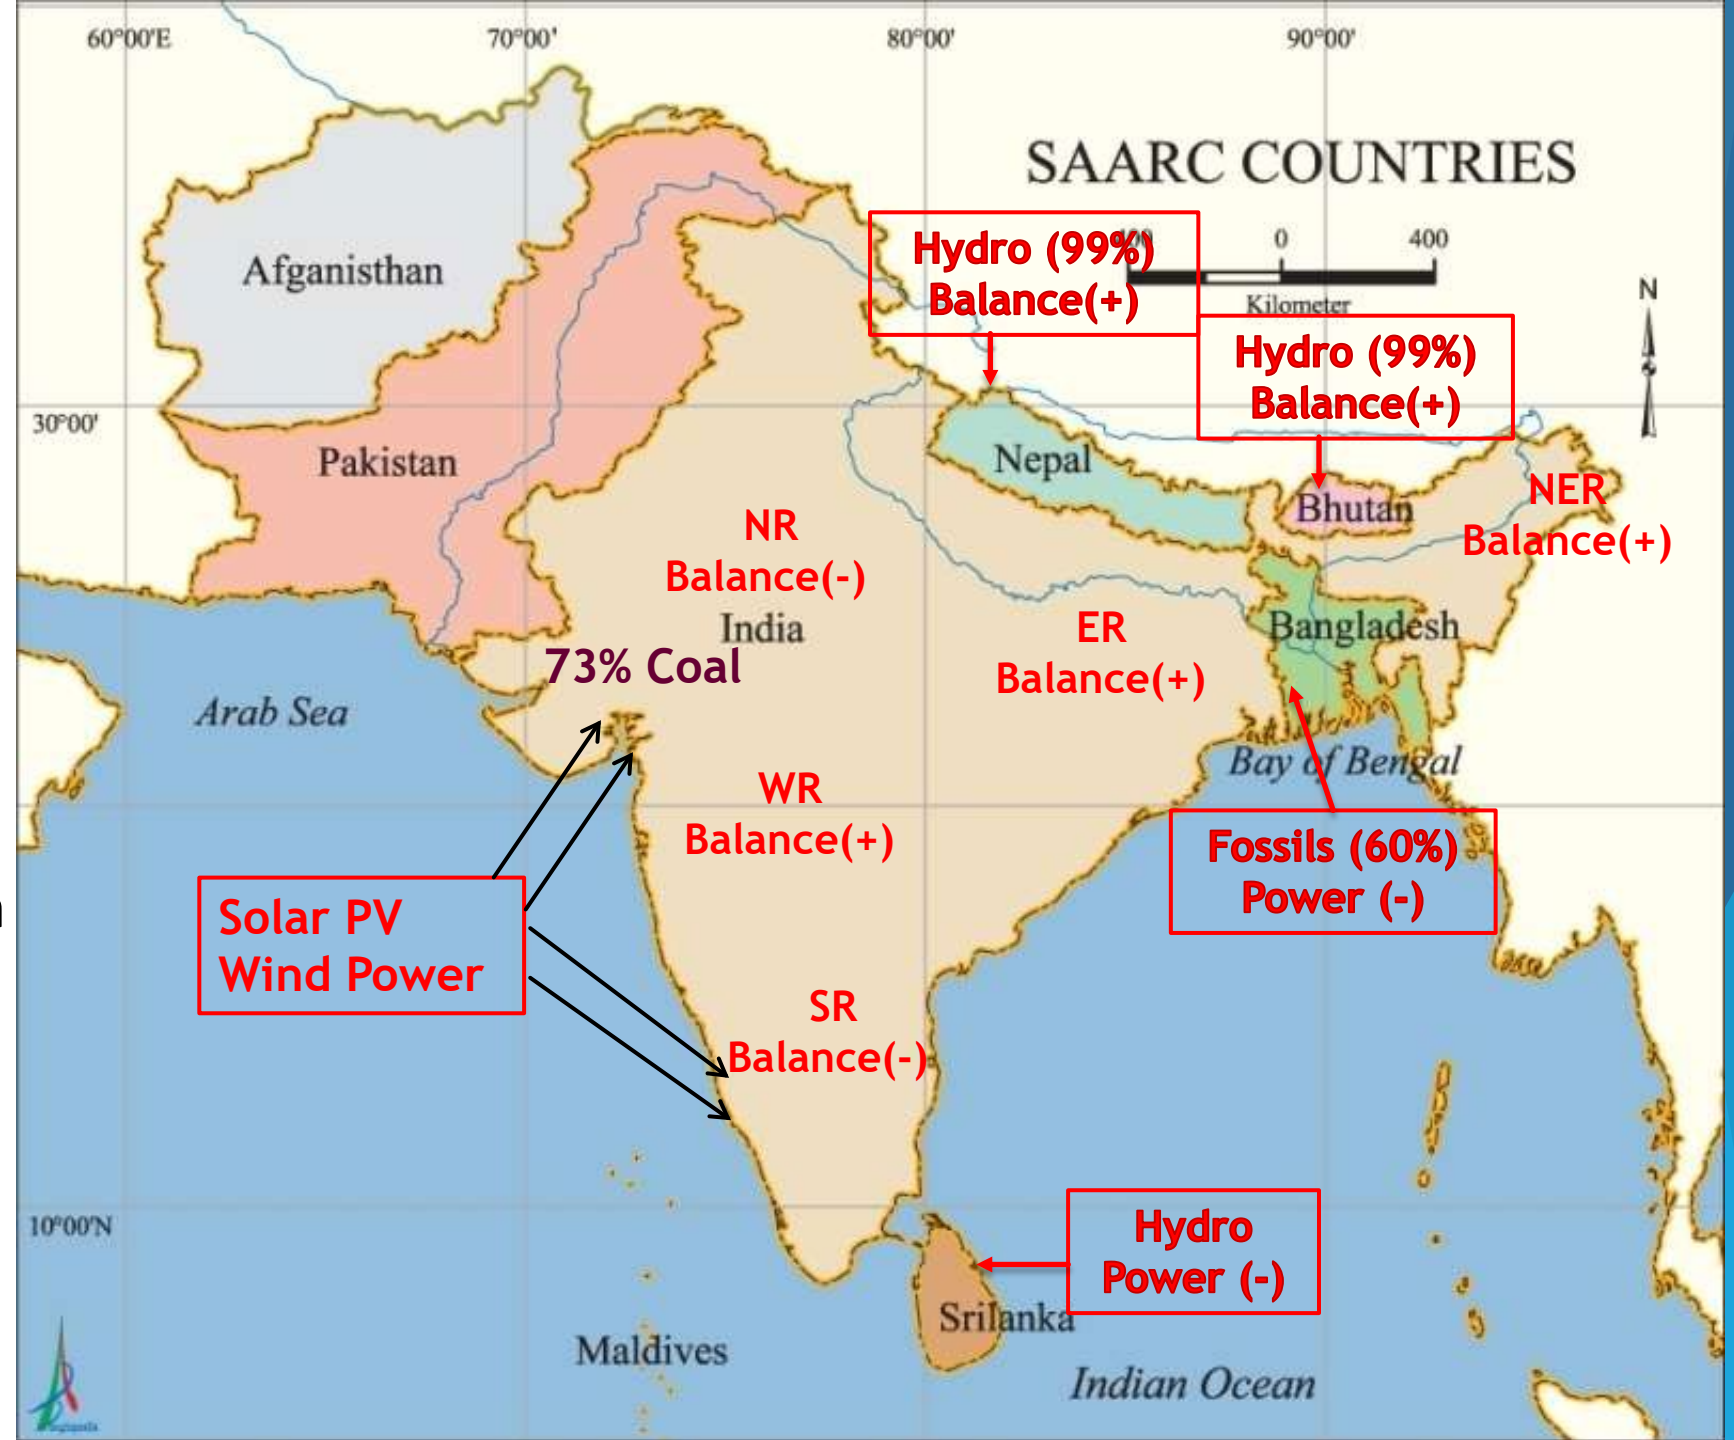 60°00'E 70°00' 80°00' 90°00'
SAARC COUNTRIES
Hydro (99%)
Balance(+)
0 400
Kilometer
N
Hydro (99%)
Balance(+)
Afganisthan
30°00'
Pakistan
Nepal
Bhutan
NER
Balance(+)
NR
Balance(-)
India
73% Coal
ER
Balance(+)
Bangladesh
Arab Sea
Bay of Bengal
WR
Balance(+)
Fossils (60%)
Power (-)
Solar PV
Wind Power
SR
Balance(-)
10°00'N
Hydro
Power (-)
Srilanka
Maldives
Indian Ocean